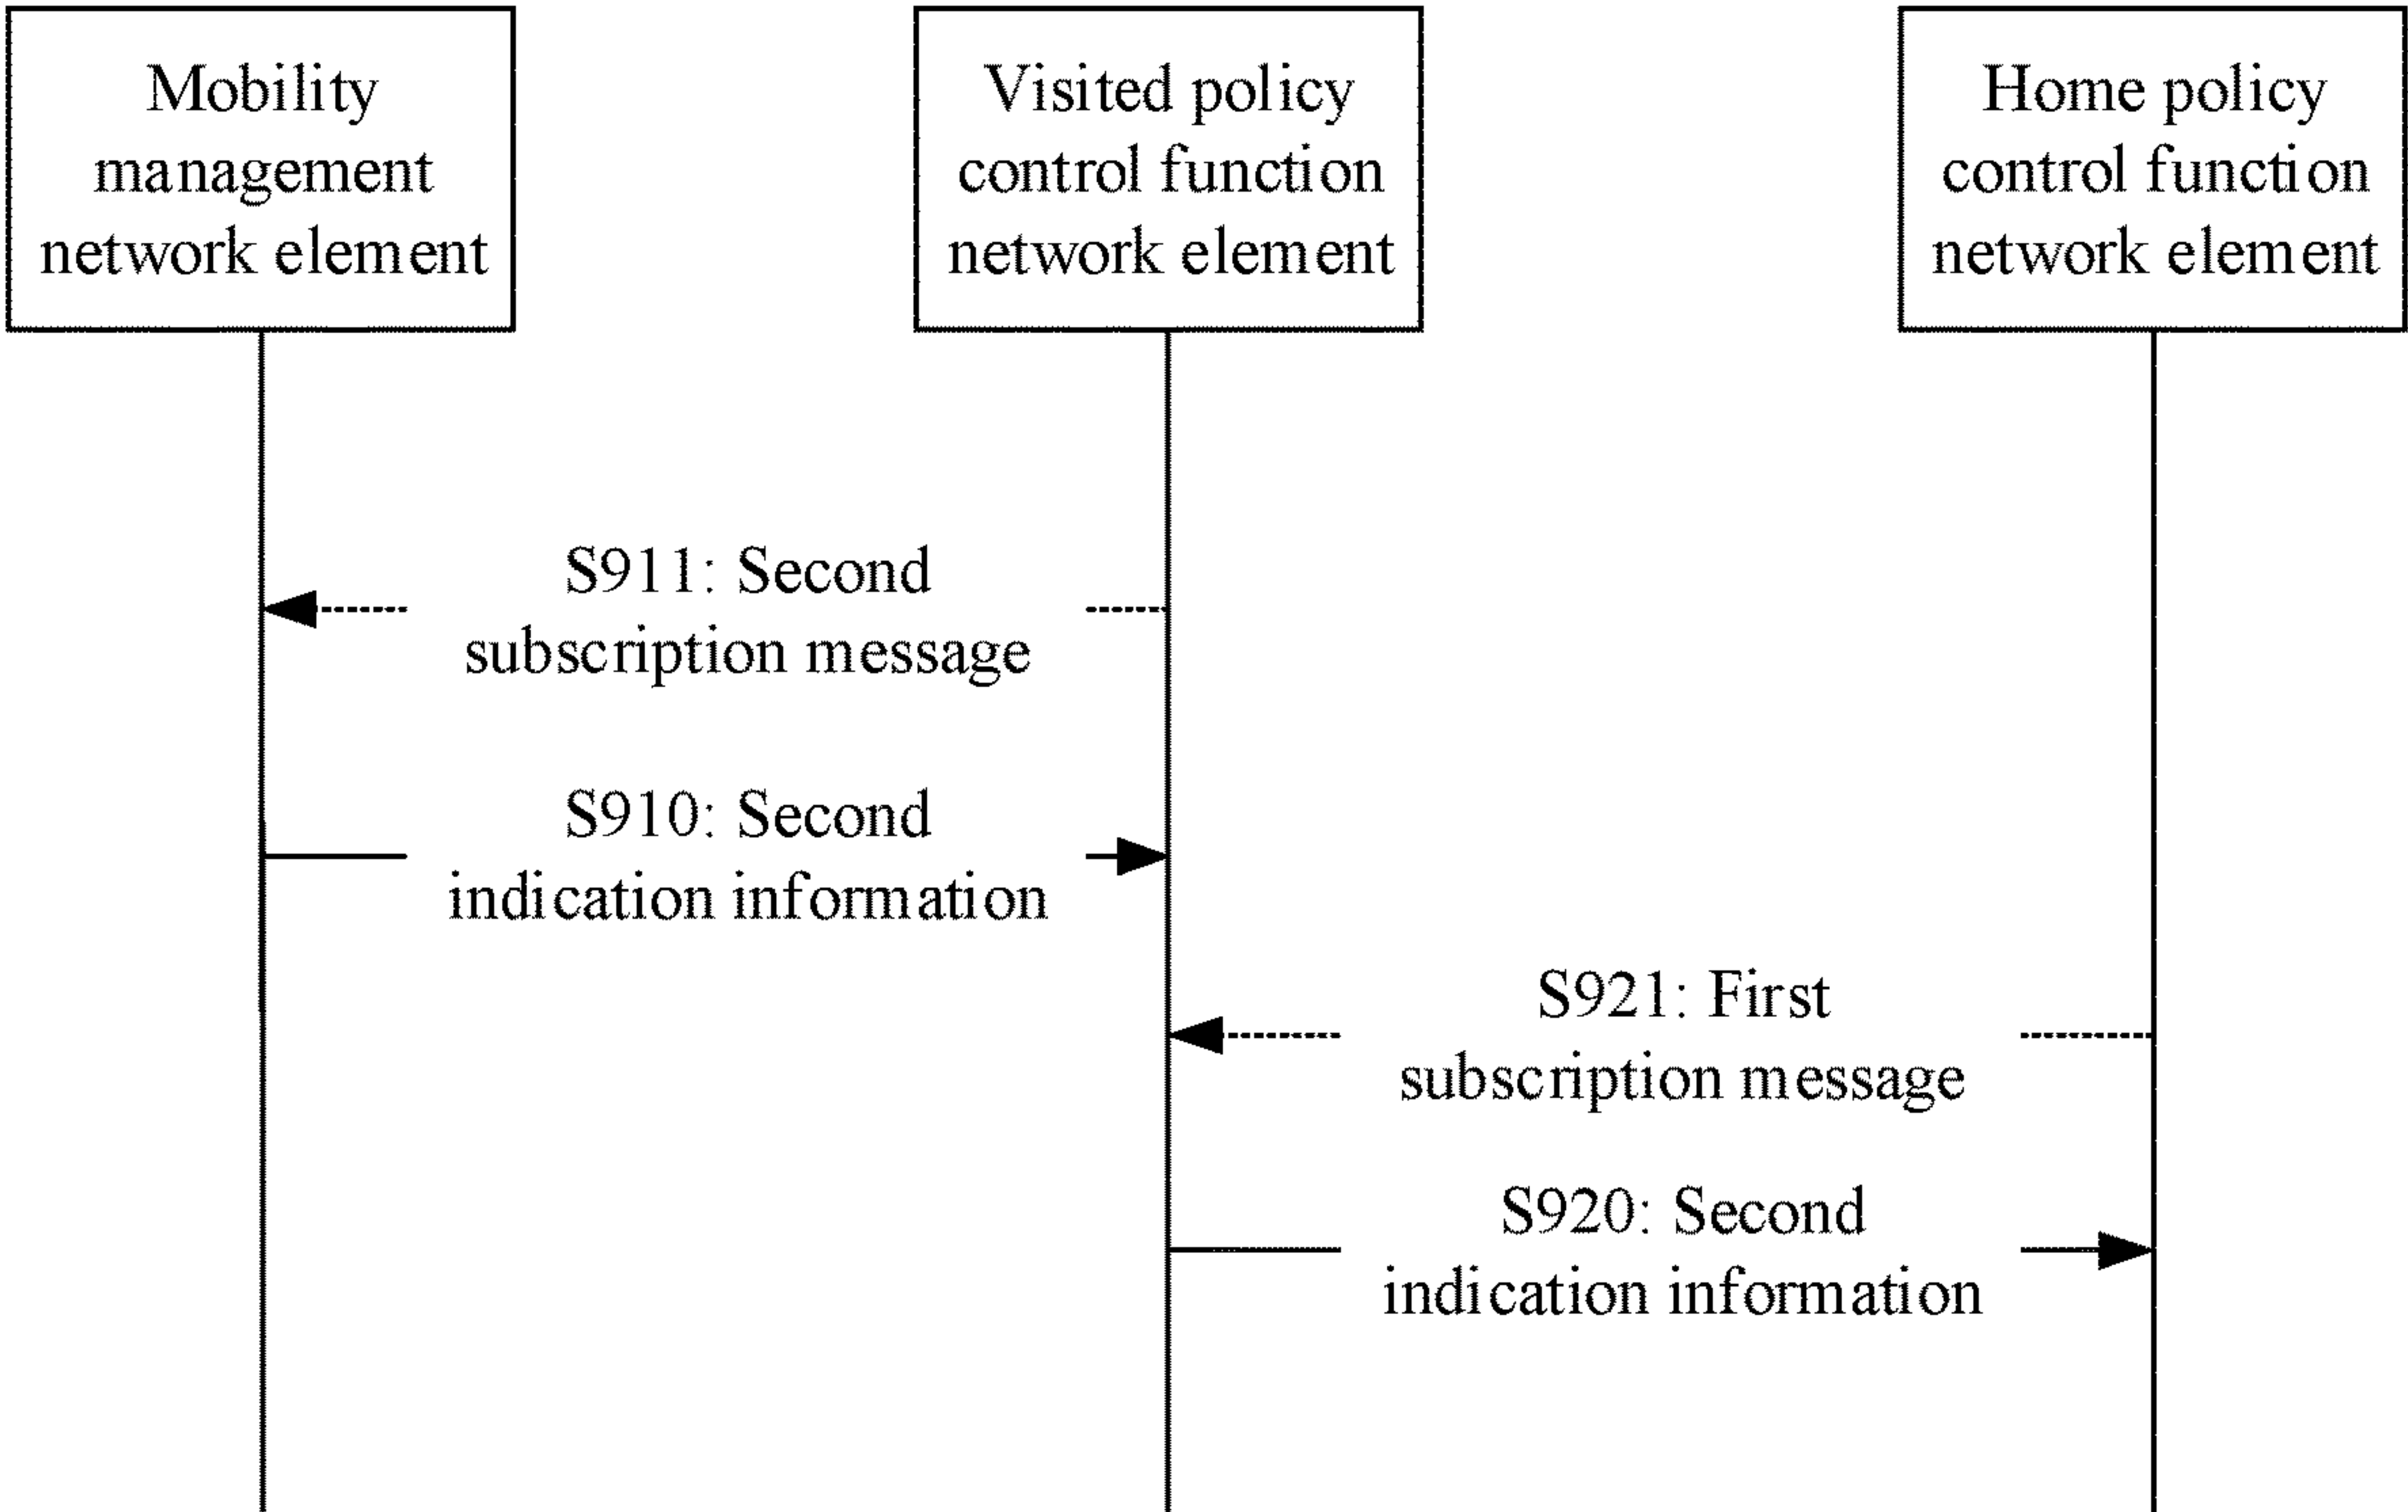 Mobility
management
network element
Visited policy
control function
network element
Home policy
control function
network element
S911: Second
subscription message
S910: Second
indication information
S921: First
subscription message
S920: Second
indication information